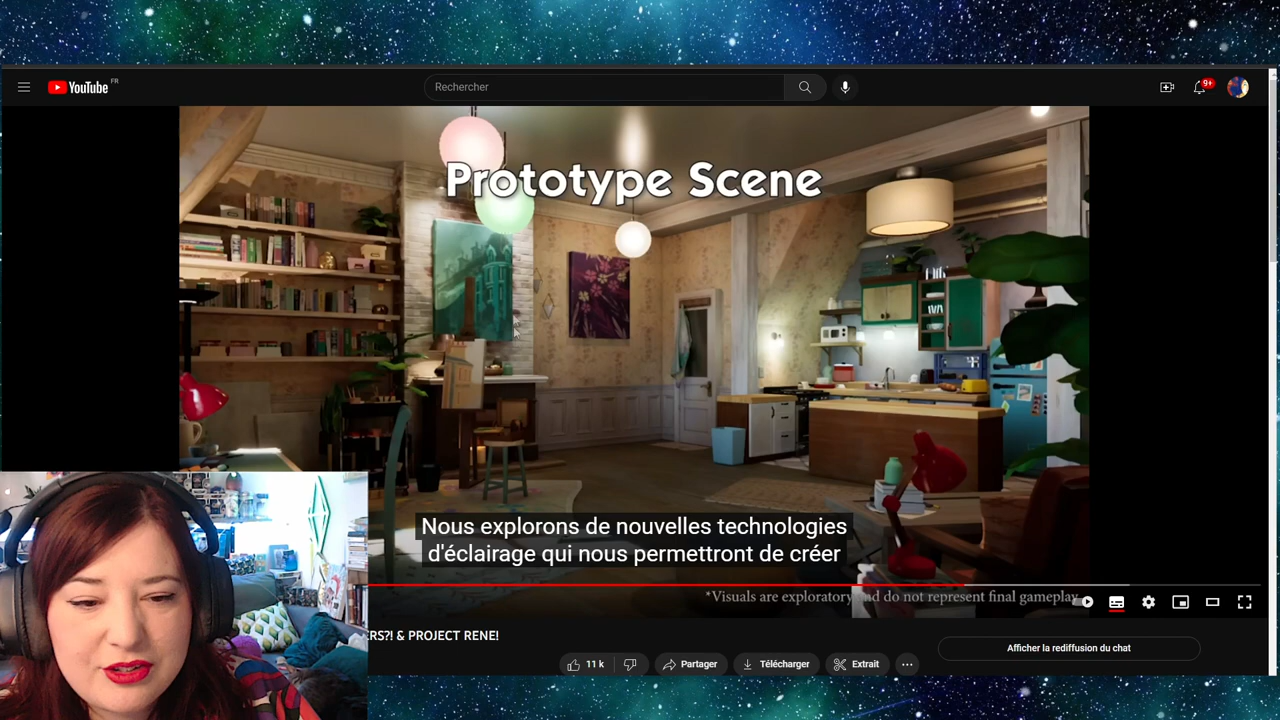 YouTube FR
Rechercher
9+
Prototype Scene
Nous explorons de nouvelles technologies
d'éclairage qui nous permettront de créer
*Visuals are exploratory and do not represent final gameplay
ERS?! & PROJECT RENE!
11 k
Partager
Télécharger
Extrait
Afficher la rediffusion du chat